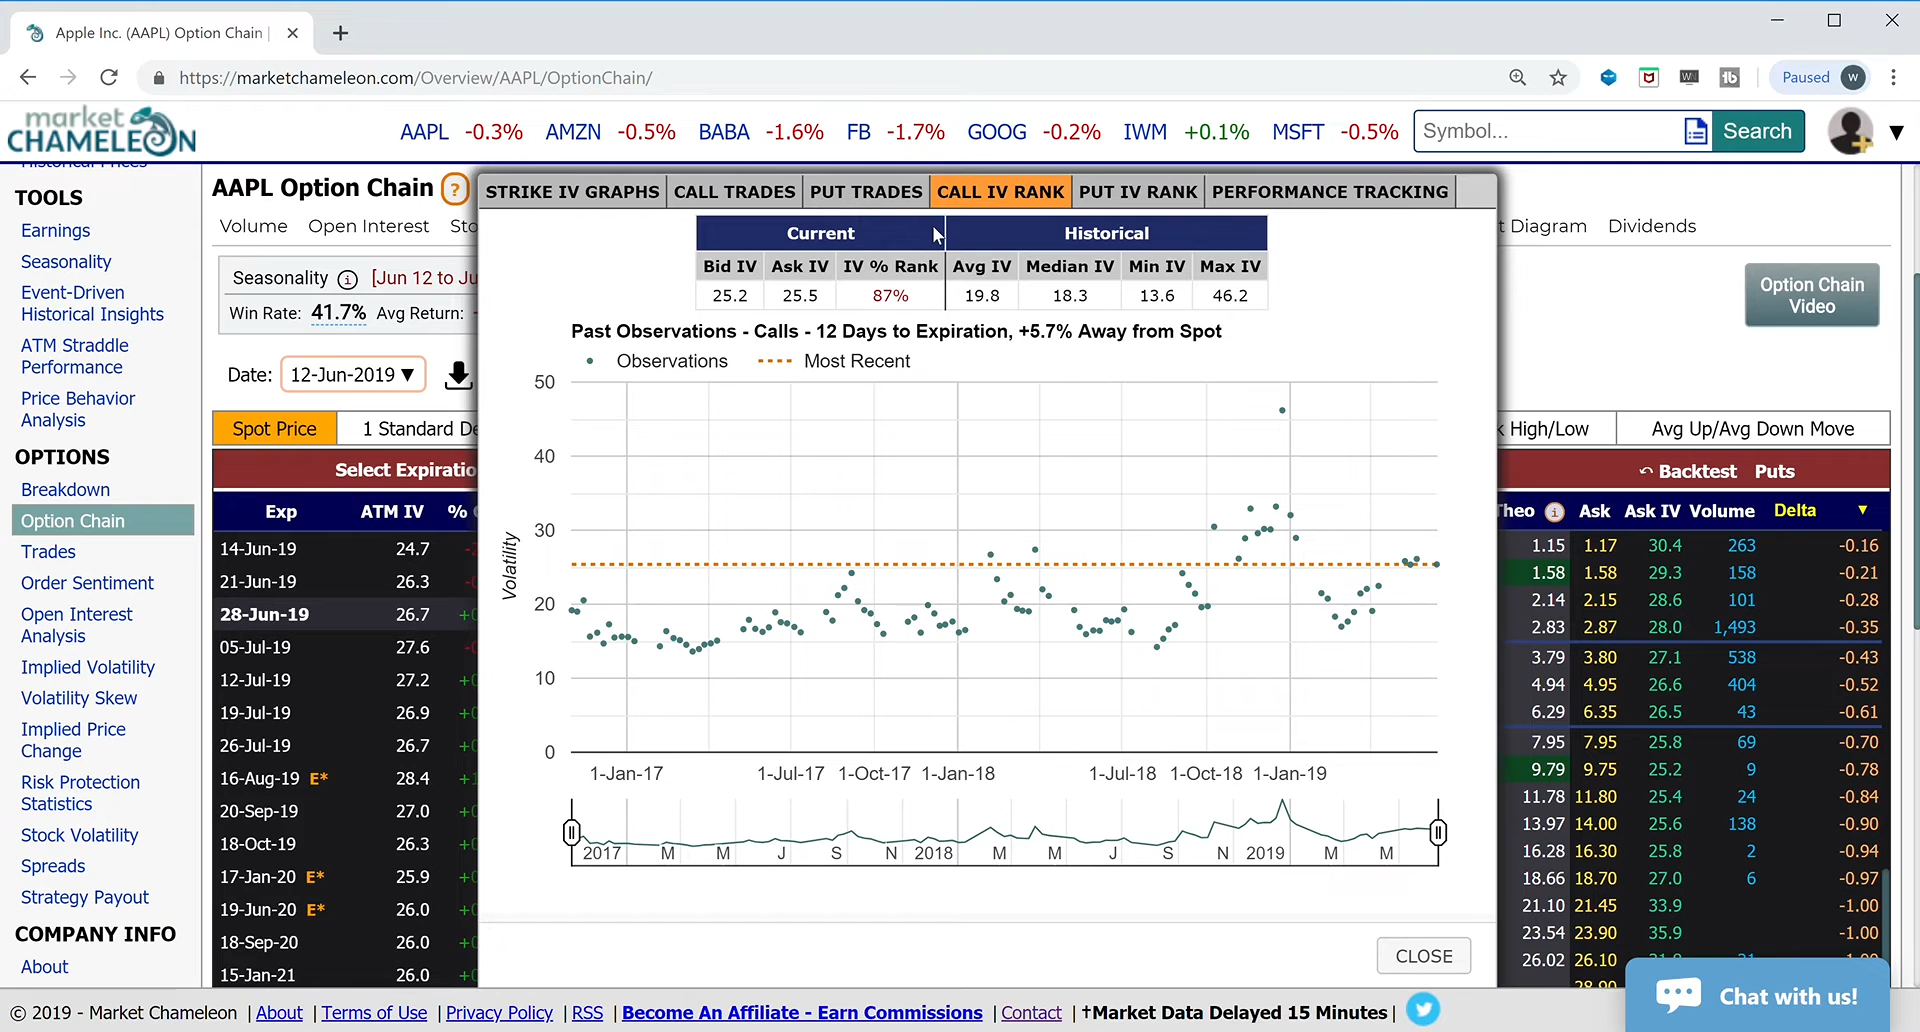 Apple Inc. (AAPL) Option Chain |
https://marketchameleon.com/Overview/AAPL/OptionChain/
Paused W
market CHAMELEON
AAPL -0.3% AMZN -0.5% BABA -1.6% FB -1.7% GOOG -0.2% IWM +0.1% MSFT -0.5%
Symbol... Search
Historical Prices
TOOLS
Earnings
Seasonality
Event-Driven
Historical Insights
ATM Straddle
Performance
Price Behavior
Analysis
OPTIONS
Breakdown
Option Chain
Trades
Order Sentiment
Open Interest
Analysis
Implied Volatility
Volatility Skew
Implied Price
Change
Risk Protection
Statistics
Stock Volatility
Spreads
Strategy Payout
COMPANY INFO
About
AAPL Option Chain ?
Volume Open Interest Sto
Seasonality i [Jun 12 to Ju
Win Rate: 41.7% Avg Return: -
Date: 12-Jun-2019 ▼
Spot Price 1 Standard De
Select Expiratio
Exp ATM IV %
14-Jun-19 24.7
21-Jun-19 26.3
28-Jun-19 26.7
05-Jul-19 27.6
12-Jul-19 27.2
19-Jul-19 26.9
26-Jul-19 26.7
16-Aug-19 E* 28.4
20-Sep-19 27.0
18-Oct-19 26.3
17-Jan-20 E* 25.9
19-Jun-20 E* 26.0
18-Sep-20 26.0
15-Jan-21 26.0
STRIKE IV GRAPHS CALL TRADES PUT TRADES CALL IV RANK PUT IV RANK PERFORMANCE TRACKING
Current Historical
Bid IV Ask IV IV % Rank Avg IV Median IV Min IV Max IV
25.2 25.5 87% 19.8 18.3 13.6 46.2
Past Observations - Calls - 12 Days to Expiration, +5.7% Away from Spot
Observations Most Recent
Volatility
50
40
30
20
10
0
1-Jan-17 1-Jul-17 1-Oct-17 1-Jan-18 1-Jul-18 1-Oct-18 1-Jan-19
2017 M M J S N 2018 M M J S N 2019 M M
CLOSE
t Diagram Dividends
Option Chain
Video
k High/Low Avg Up/Avg Down Move
Backtest Puts
Theo i Ask Ask IV Volume Delta ▼
1.15 1.17 30.4 263 -0.16
1.58 1.58 29.3 158 -0.21
2.14 2.15 28.6 101 -0.28
2.83 2.87 28.0 1,493 -0.35
3.79 3.80 27.1 538 -0.43
4.94 4.95 26.6 404 -0.52
6.29 6.35 26.5 43 -0.61
7.95 7.95 25.8 69 -0.70
9.79 9.75 25.2 9 -0.78
11.78 11.80 25.4 24 -0.84
13.97 14.00 25.6 138 -0.90
16.28 16.30 25.8 2 -0.94
18.66 18.70 27.0 6 -0.97
21.10 21.45 33.9 -1.00
23.54 23.90 35.9 -1.00
26.02 26.10
Chat with us!
© 2019 - Market Chameleon | About | Terms of Use | Privacy Policy | RSS | Become An Affiliate - Earn Commissions | Contact | †Market Data Delayed 15 Minutes |